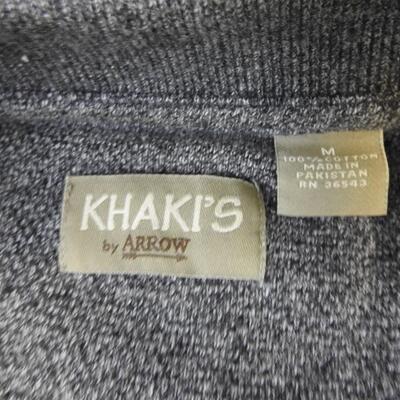 KHAKI'S
by ARROW
M
100% COTTON
MADE IN
PAKISTAN
RN 36543